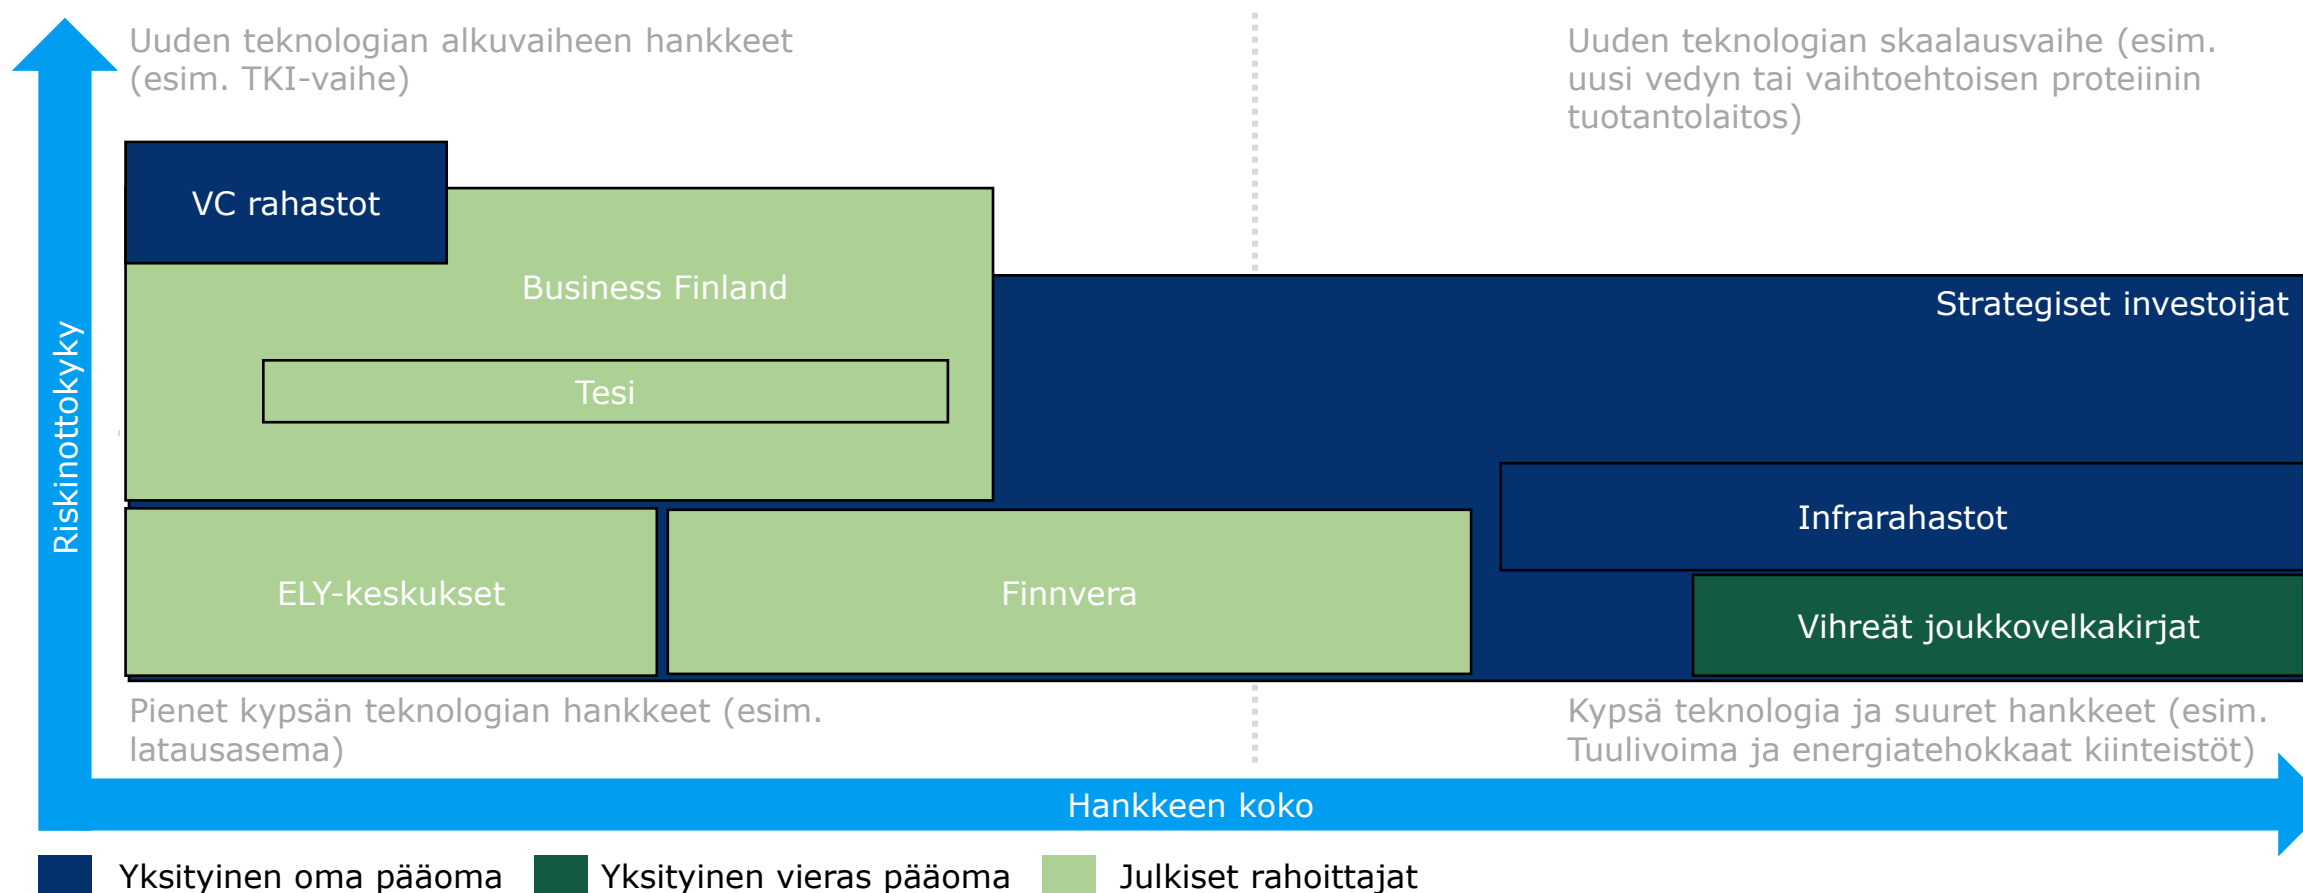 Uuden teknologian alkuvaiheen hankkeet
(esim. TKI-vaihe)
Uuden teknologian skaalausvaihe (esim.
uusi vedyn tai vaihtoehtoisen proteiinin
tuotantolaitos)
VC rahastot
Business Finland
Strategiset investoijat
Tesi
Riskinottokyky
Infrarahastot
ELY-keskukset
Finnvera
Vihreät joukkovelkakirjat
Pienet kypsän teknologian hankkeet (esim.
latausasema)
Kypsä teknologia ja suuret hankkeet (esim.
Tuulivoima ja energiatehokkaat kiinteistöt)
Hankkeen koko
Yksityinen oma pääoma
Yksityinen vieras pääoma
Julkiset rahoittajat